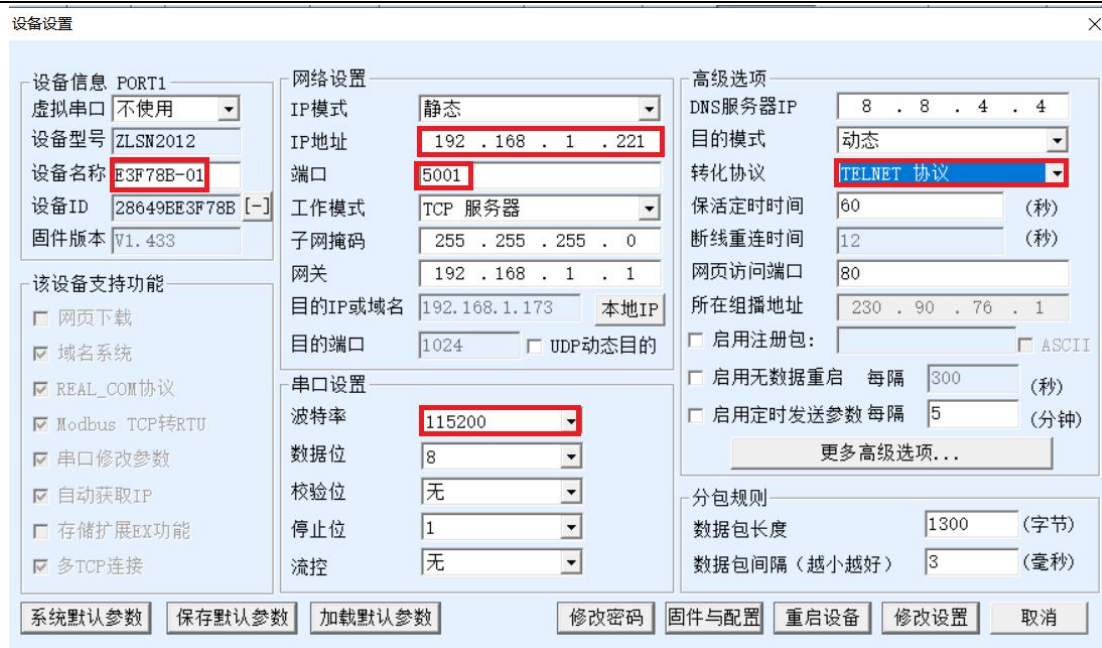 设备设置
设备信息 PORT1
虚拟串口 不使用
设备型号 ZLSN2012
设备名称 E3F78B-01
设备ID 28649BE3F78B [-]
固件版本 V1.433
该设备支持功能
网页下载
域名系统
REAL_COM协议
Modbus TCP转RTU
串口修改参数
自动获取IP
存储扩展EX功能
多TCP连接
网络设置
IP模式 静态
IP地址 192 . 168 . 1 . 221
端口 5001
工作模式 TCP 服务器
子网掩码 255 . 255 . 255 . 0
网关 192 . 168 . 1 . 1
目的IP或域名 192.168.1.173 本地IP
目的端口 1024 UDP动态目的
串口设置
波特率 115200
数据位 8
校验位 无
停止位 1
流控 无
高级选项
DNS服务器IP 8 . 8 . 4 . 4
目的模式 动态
转化协议 TELNET 协议
保活定时时间 60 (秒)
断线重连时间 12 (秒)
网页访问端口 80
所在组播地址 230 . 90 . 76 . 1
启用注册包: ASCII
启用无数据重启 每隔 300 (秒)
启用定时发送参数 每隔 5 (分钟)
更多高级选项...
分包规则
数据包长度 1300 (字节)
数据包间隔(越小越好) 3 (毫秒)
系统默认参数 保存默认参数 加载默认参数 修改密码 固件与配置 重启设备 修改设置 取消